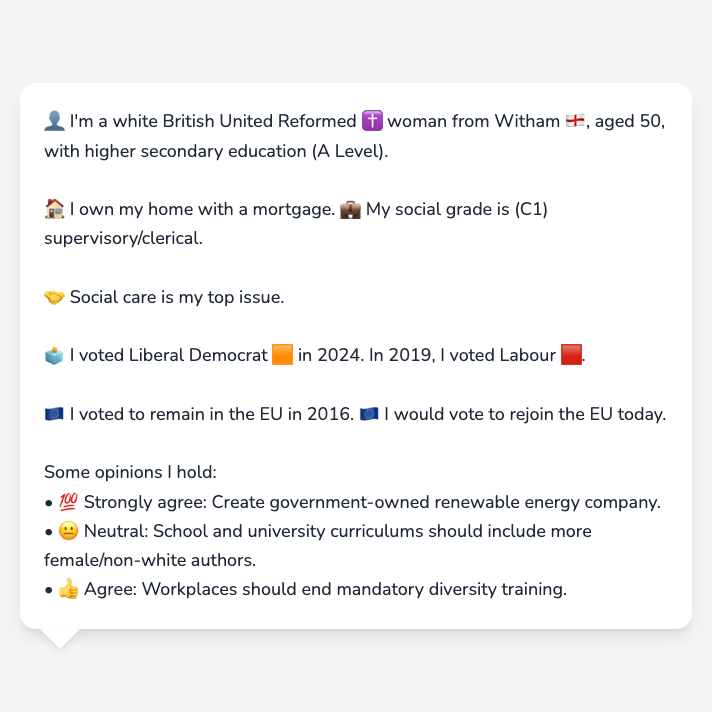 👤 I'm a white British United Reformed ✝️ woman from Witham 🏴󠁧󠁢󠁥󠁮󠁧󠁿, aged 50,
with higher secondary education (A Level).
🏠 I own my home with a mortgage. 💼 My social grade is (C1)
supervisory/clerical.
🤝 Social care is my top issue.
🗳️ I voted Liberal Democrat 🟧 in 2024. In 2019, I voted Labour 🟥.
🇪🇺 I voted to remain in the EU in 2016. 🇪🇺 I would vote to rejoin the EU today.
Some opinions I hold:
• 💯 Strongly agree: Create government-owned renewable energy company.
• 😐 Neutral: School and university curriculums should include more
female/non-white authors.
• 👍 Agree: Workplaces should end mandatory diversity training.